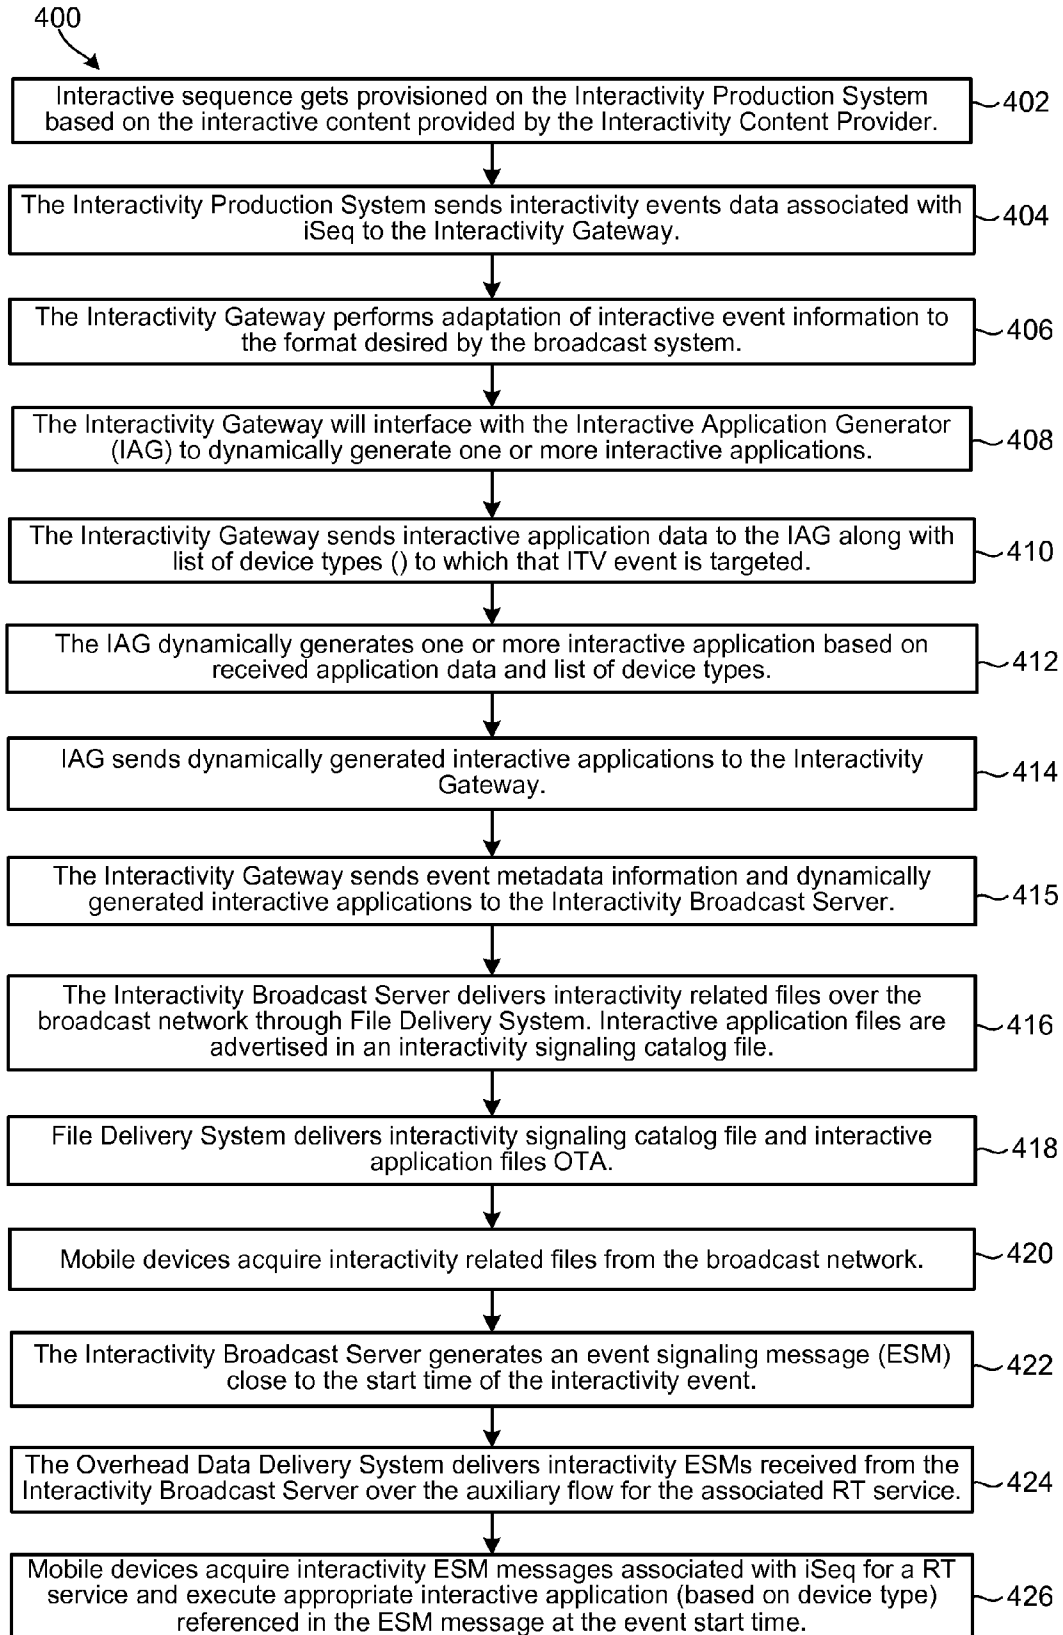 400
Interactive sequence gets provisioned on the Interactivity Production System
based on the interactive content provided by the Interactivity Content Provider.
402
The Interactivity Production System sends interactivity events data associated with
iSeq to the Interactivity Gateway.
404
The Interactivity Gateway performs adaptation of interactive event information to
the format desired by the broadcast system.
406
The Interactivity Gateway will interface with the Interactive Application Generator
(IAG) to dynamically generate one or more interactive applications.
408
The Interactivity Gateway sends interactive application data to the IAG along with
list of device types () to which that ITV event is targeted.
410
The IAG dynamically generates one or more interactive application based on
received application data and list of device types.
412
IAG sends dynamically generated interactive applications to the Interactivity
Gateway.
414
The Interactivity Gateway sends event metadata information and dynamically
generated interactive applications to the Interactivity Broadcast Server.
415
The Interactivity Broadcast Server delivers interactivity related files over the
broadcast network through File Delivery System. Interactive application files are
advertised in an interactivity signaling catalog file.
416
File Delivery System delivers interactivity signaling catalog file and interactive
application files OTA.
418
Mobile devices acquire interactivity related files from the broadcast network.
420
The Interactivity Broadcast Server generates an event signaling message (ESM)
close to the start time of the interactivity event.
422
The Overhead Data Delivery System delivers interactivity ESMs received from the
Interactivity Broadcast Server over the auxiliary flow for the associated RT service.
424
Mobile devices acquire interactivity ESM messages associated with iSeq for a RT
service and execute appropriate interactive application (based on device type)
referenced in the ESM message at the event start time.
426